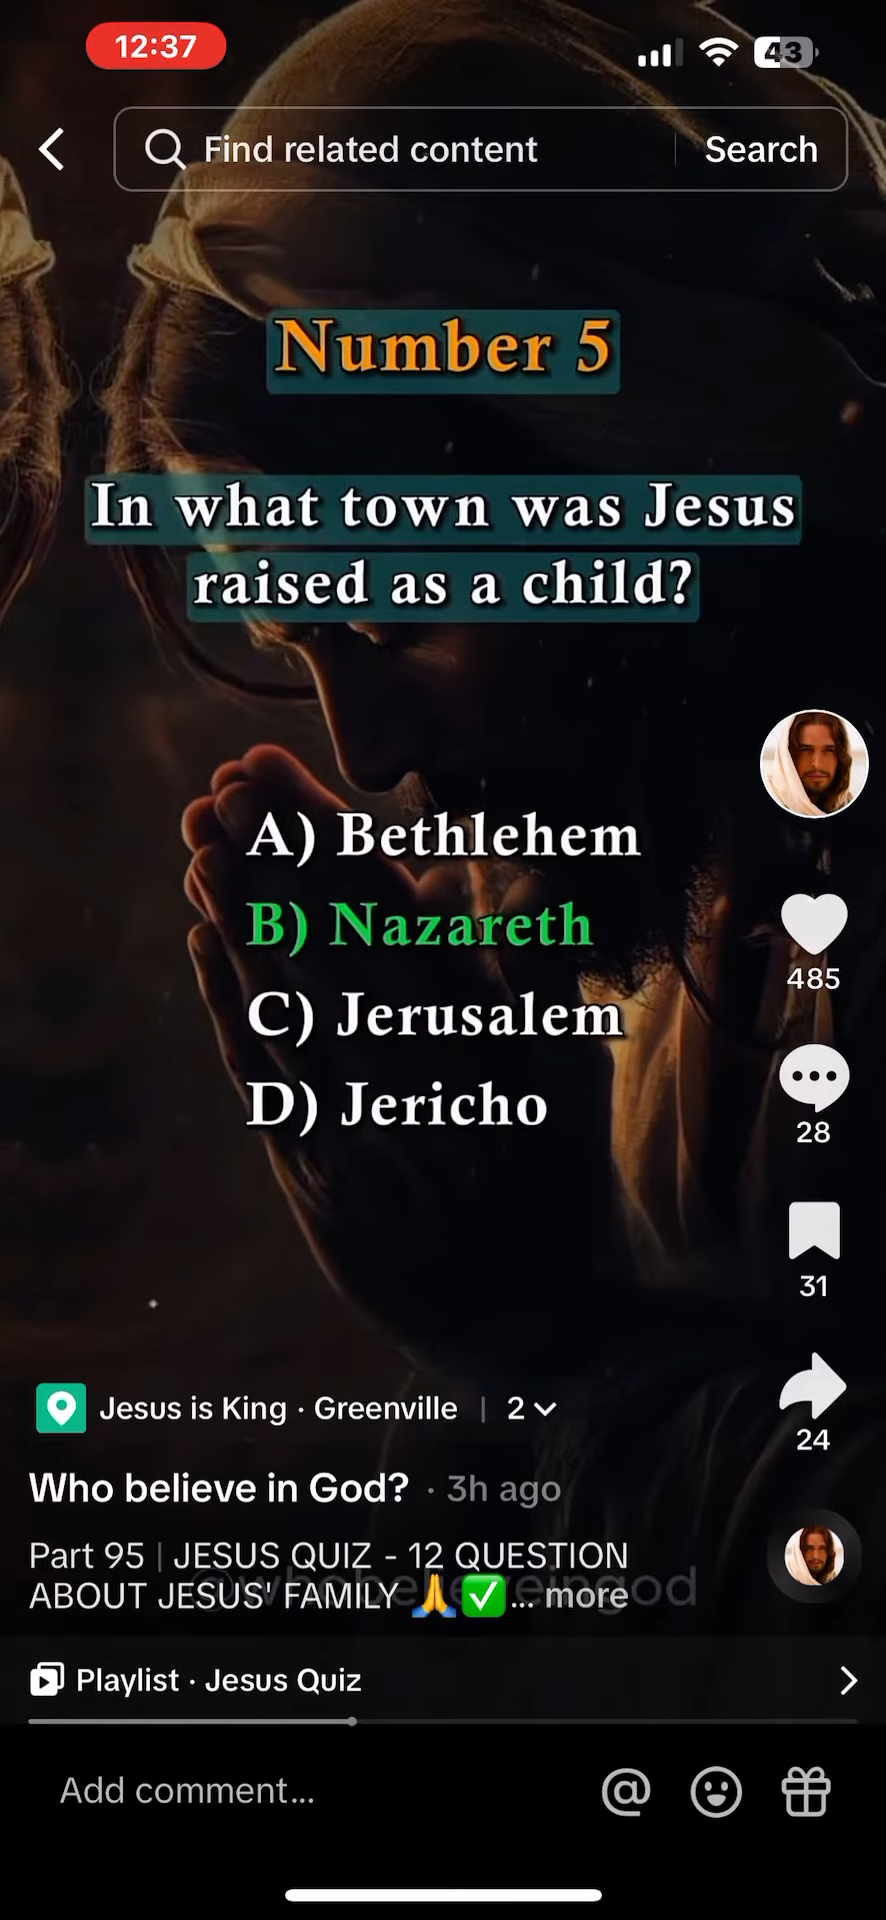 12:37
43
Find related content
Search
Number 5
In what town was Jesus
raised as a child?
A) Bethlehem
B) Nazareth
C) Jerusalem
D) Jericho
485
28
31
24
Jesus is King · Greenville | 2
Who believe in God? · 3h ago
Part 95 | JESUS QUIZ - 12 QUESTION
ABOUT JESUS' FAMILY 🙏✅... more
@whobelieveingod
Playlist · Jesus Quiz
Add comment...